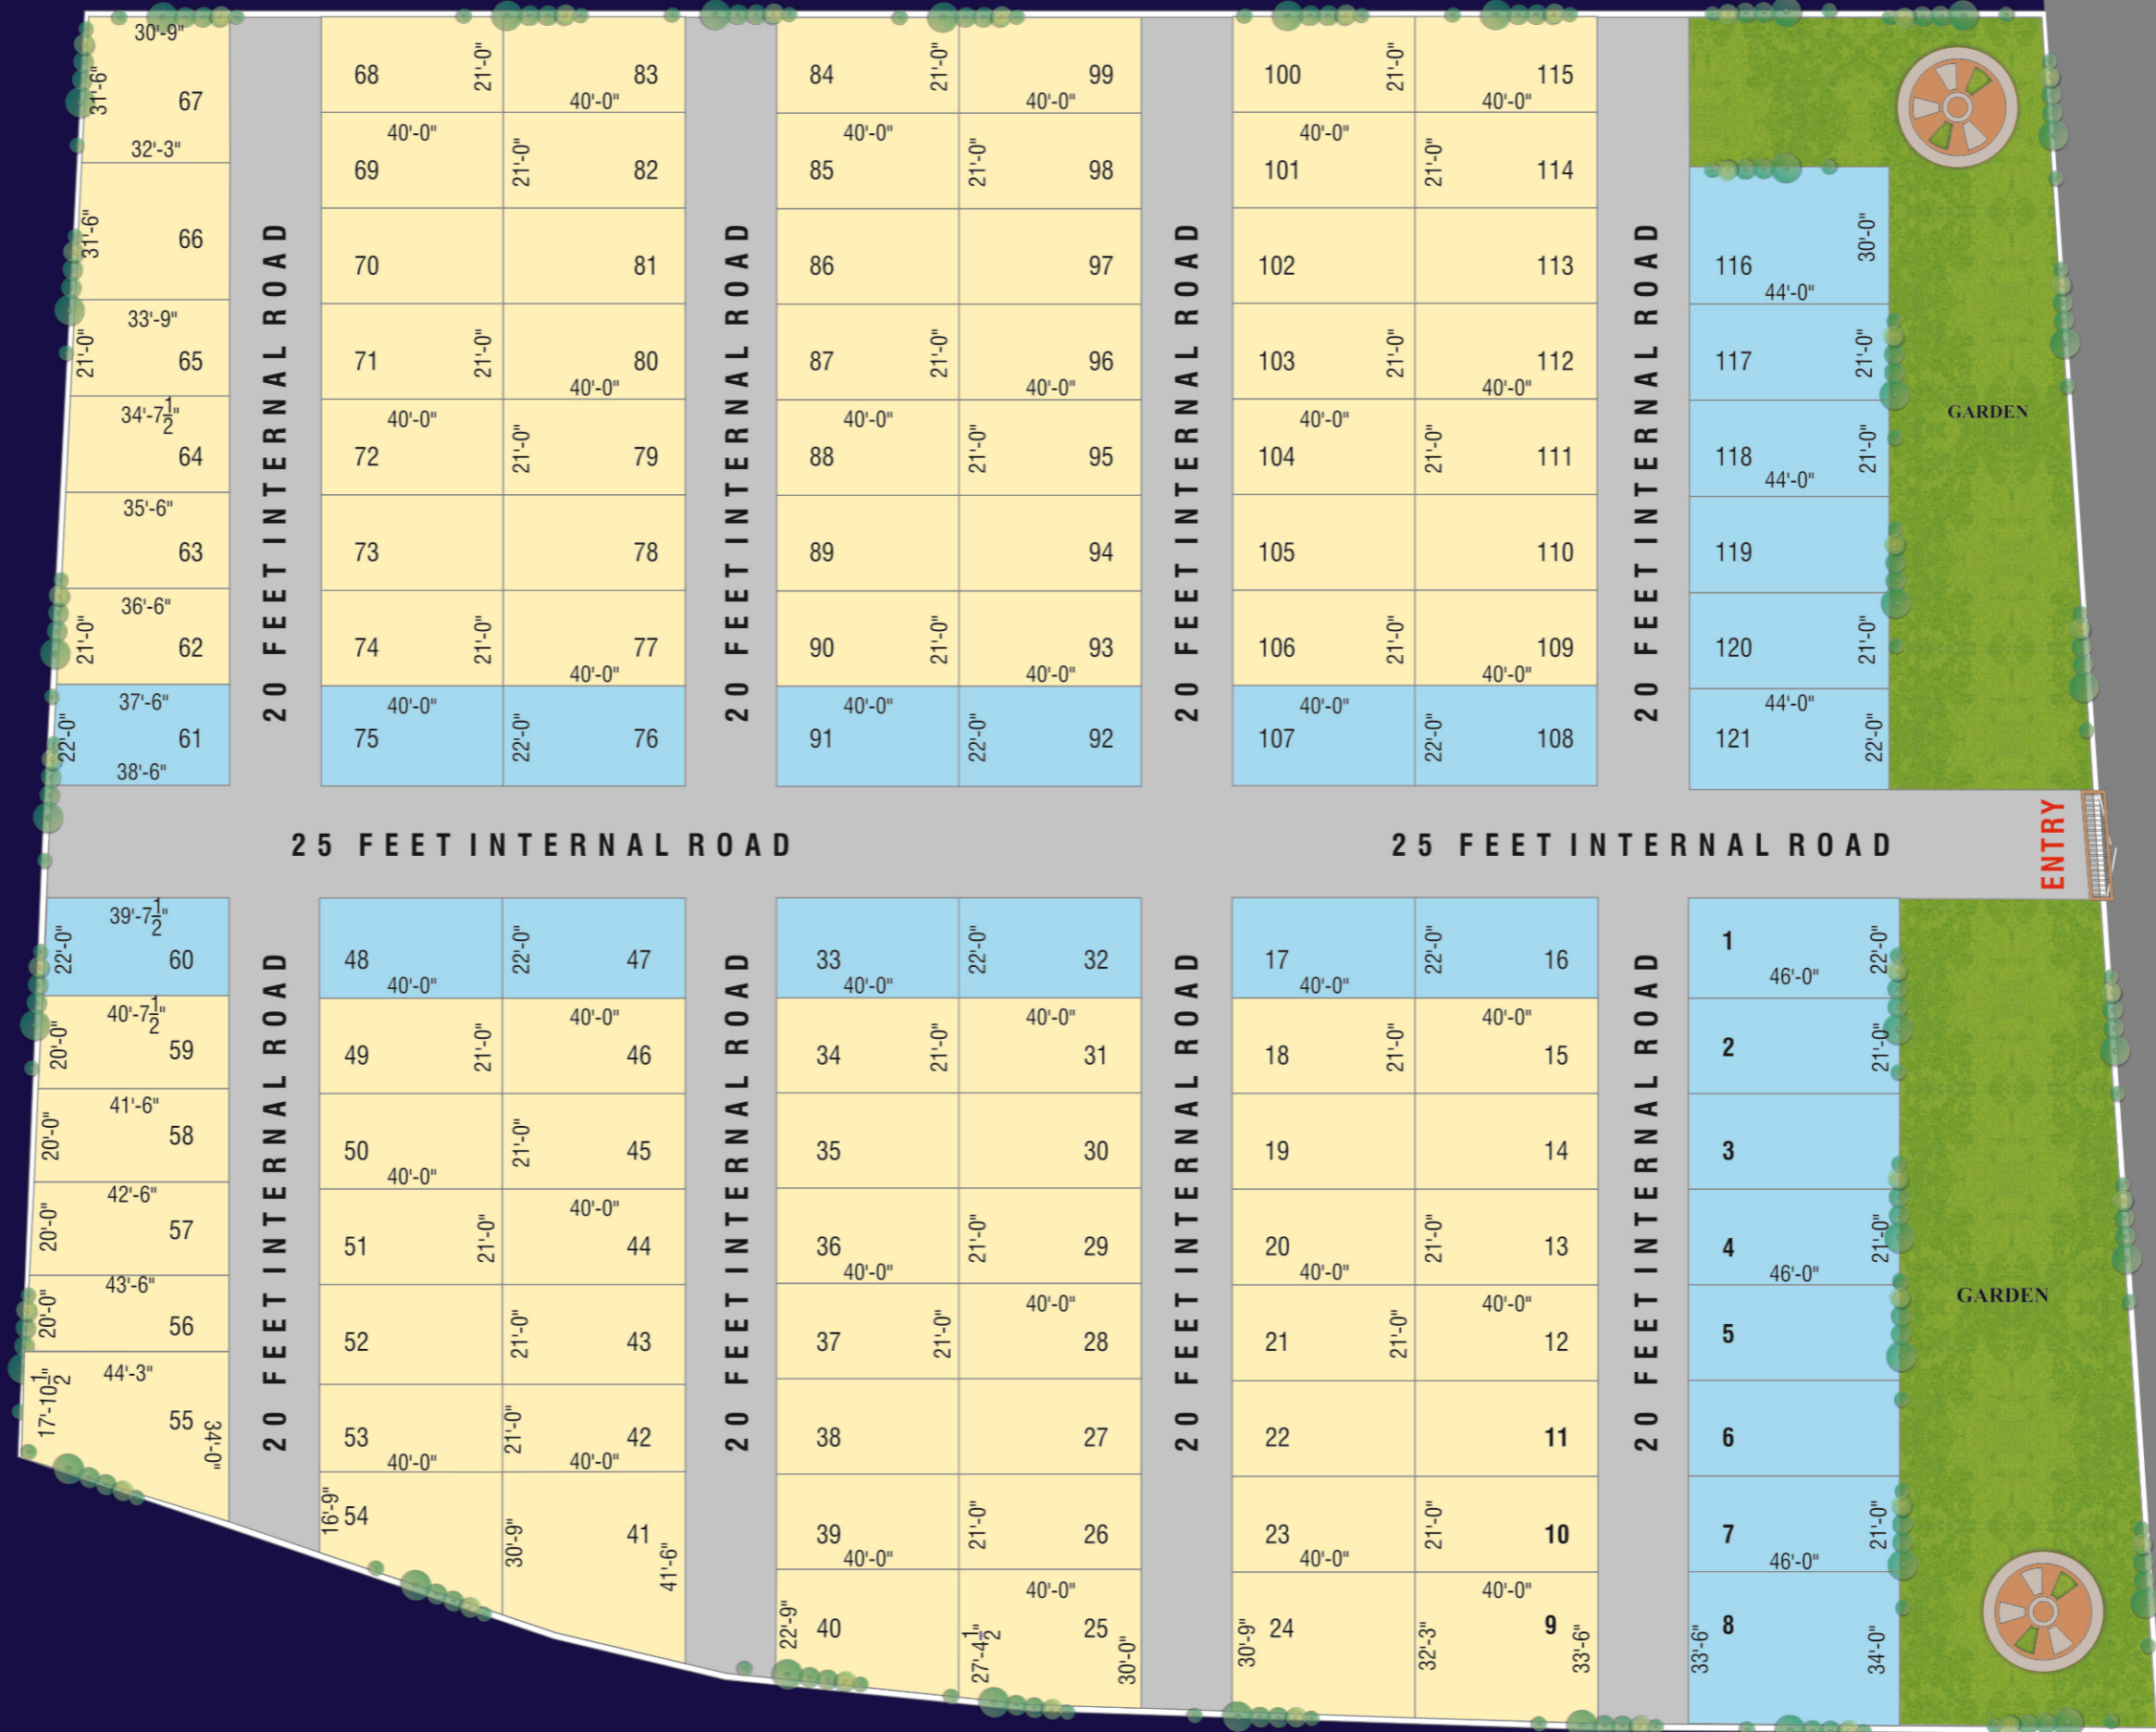 30'-9"
31'-6"
67
32'-3"
31'-6"
66
33'-9"
21'-0"
65
34'-7½"
64
35'-6"
63
36'-6"
21'-0"
62
37'-6"
22'-0"
61
38'-6"
20 FEET INTERNAL ROAD
68 21'-0" 83
40'-0"
40'-0"
69 21'-0" 82
70 81
71 21'-0" 80
40'-0"
40'-0"
72 21'-0" 79
73 78
74 21'-0" 77
40'-0"
40'-0"
75 22'-0" 76
20 FEET INTERNAL ROAD
84 21'-0" 99
40'-0"
40'-0"
85 21'-0" 98
86 97
87 21'-0" 96
40'-0"
40'-0"
88 21'-0" 95
89 94
90 21'-0" 93
40'-0"
40'-0"
91 22'-0" 92
20 FEET INTERNAL ROAD
100 21'-0" 115
40'-0"
40'-0"
101 21'-0" 114
102 113
103 21'-0" 112
40'-0"
40'-0"
104 21'-0" 111
105 110
106 21'-0" 109
40'-0"
40'-0"
107 22'-0" 108
20 FEET INTERNAL ROAD
116 30'-0"
44'-0"
117 21'-0"
118 21'-0"
44'-0"
119
120 21'-0"
44'-0"
121 22'-0"
GARDEN
25 FEET INTERNAL ROAD
25 FEET INTERNAL ROAD
ENTRY
39'-7½"
22'-0"
60
40'-7½"
20'-0"
59
41'-6"
20'-0"
58
42'-6"
20'-0"
57
43'-6"
20'-0"
56
44'-3"
17'-10½"
55
34'-0"
20 FEET INTERNAL ROAD
48 22'-0" 47
40'-0"
40'-0"
49 21'-0" 46
50 21'-0" 45
40'-0"
40'-0"
51 21'-0" 44
52 21'-0" 43
53 21'-0" 42
40'-0" 40'-0"
16'-9" 54
30'-9" 41
41'-6"
20 FEET INTERNAL ROAD
33 22'-0" 32
40'-0"
40'-0"
34 21'-0" 31
35 30
36 21'-0" 29
40'-0"
40'-0"
37 21'-0" 28
38 27
39 21'-0" 26
40'-0"
40'-0"
22'-9" 40
27'-4½" 25
30'-0"
20 FEET INTERNAL ROAD
17 22'-0" 16
40'-0"
40'-0"
18 21'-0" 15
19 14
20 21'-0" 13
40'-0"
40'-0"
21 21'-0" 12
22 11
23 21'-0" 10
40'-0"
40'-0"
30'-9" 24
32'-3" 9
33'-6"
20 FEET INTERNAL ROAD
1 22'-0"
46'-0"
2 21'-0"
3
4 21'-0"
46'-0"
5
6
7 21'-0"
46'-0"
33'-6" 8 34'-0"
GARDEN